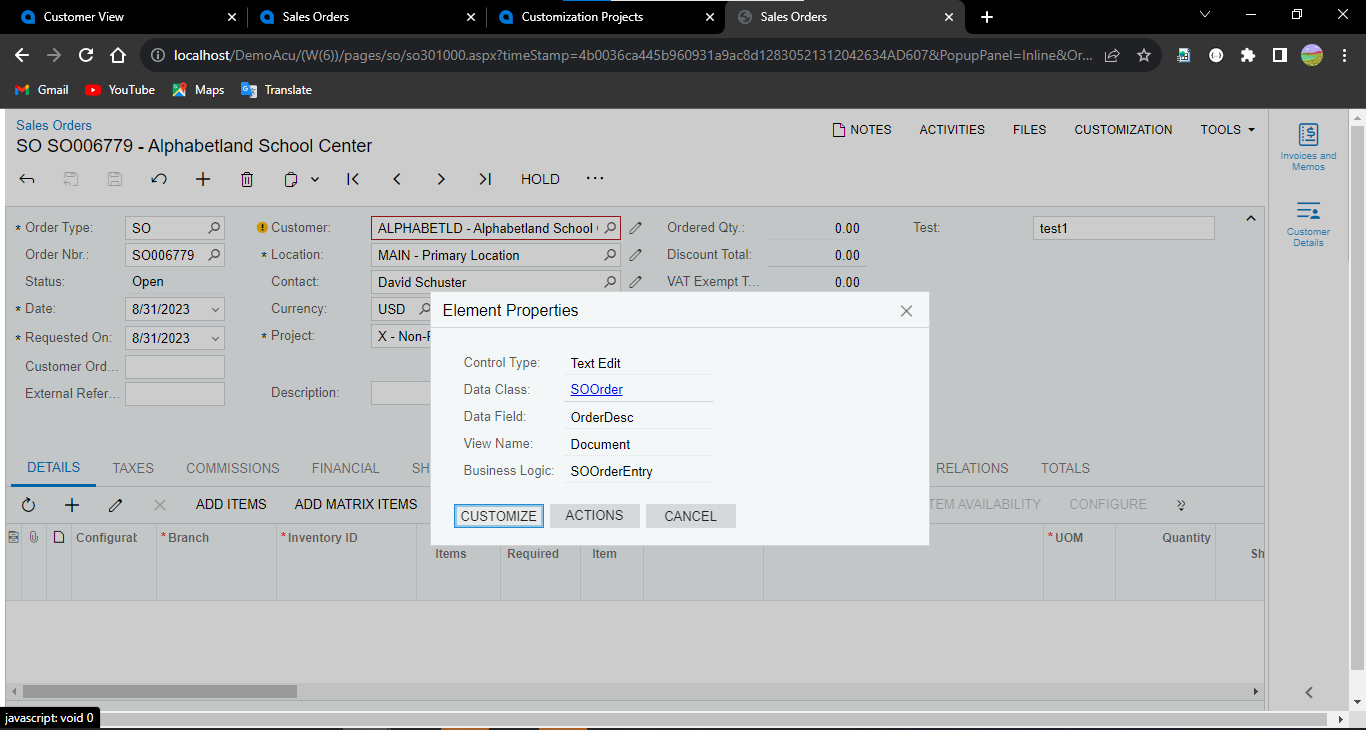 Customer View
Sales Orders
Customization Projects
Sales Orders
localhost/DemoAcu/(W(6))/pages/so/so301000.aspx?timeStamp=4b0036ca445b960931a9ac8d12830521312042634AD607&PopupPanel=Inline&Or...
Gmail YouTube Maps Translate
Sales Orders
SO SO006779 - Alphabetland School Center
NOTES ACTIVITIES FILES CUSTOMIZATION TOOLS
HOLD ...
* Order Type: SO
Customer: ALPHABETLD - Alphabetland School
Ordered Qty.: 0.00
Test: test1
Order Nbr.: SO006779
* Location: MAIN - Primary Location
Discount Total: 0.00
Status: Open
Contact: David Schuster
VAT Exempt T... 0.00
* Date: 8/31/2023
Currency: USD
* Requested On: 8/31/2023
* Project: X - Non-
Customer Ord...
External Refer...
Description:
Invoices and
Memos
Customer
Details
Element Properties
Control Type: Text Edit
Data Class: SOOrder
Data Field: OrderDesc
View Name: Document
Business Logic: SOOrderEntry
CUSTOMIZE ACTIONS CANCEL
DETAILS TAXES COMMISSIONS FINANCIAL SH RELATIONS TOTALS
ADD ITEMS ADD MATRIX ITEMS TEM AVAILABILITY CONFIGURE
Configurat * Branch * Inventory ID * UOM Quantity
Items Required Item Sh
javascript: void 0